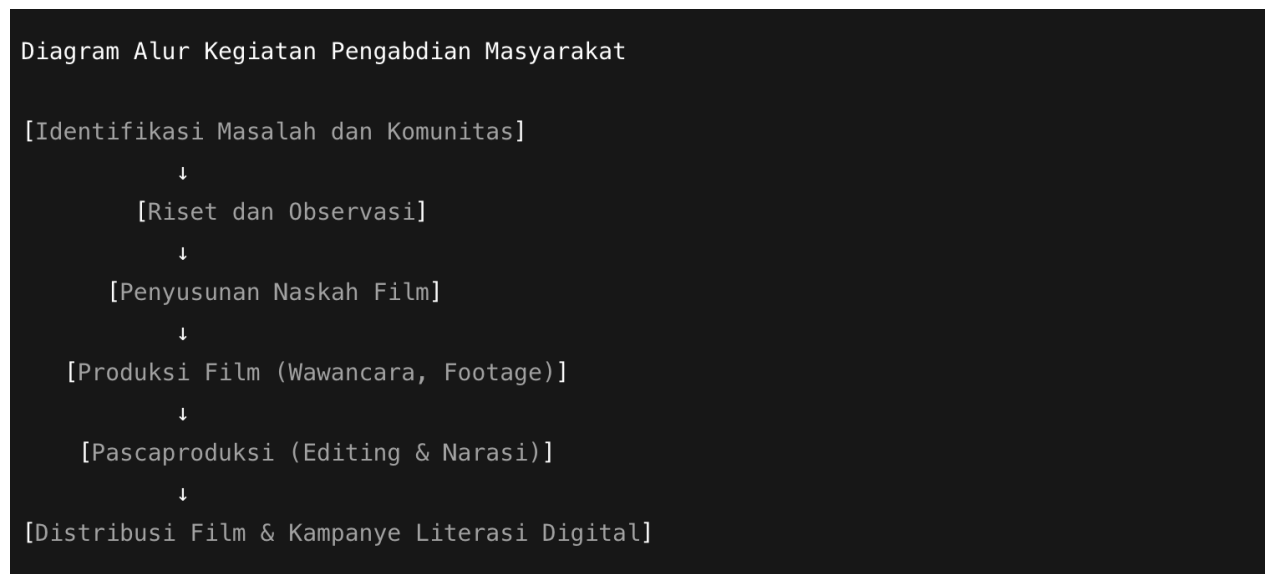 Diagram Alur Kegiatan Pengabdian Masyarakat
[Identifikasi Masalah dan Komunitas]
↓
[Riset dan Observasi]
↓
[Penyusunan Naskah Film]
↓
[Produksi Film (Wawancara, Footage)]
↓
[Pascaproduksi (Editing & Narasi)]
↓
[Distribusi Film & Kampanye Literasi Digital]